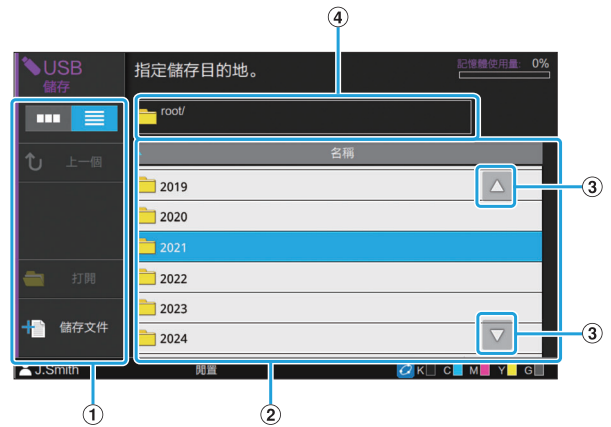 ④
USB
儲存
指定儲存目的地。
記憶體使用量: 0%
root/
上一個
名稱
2019
③
2020
2021
打開
2022
2023
儲存文件
2024
③
J.Smith
閒置
K C M Y G
①
②